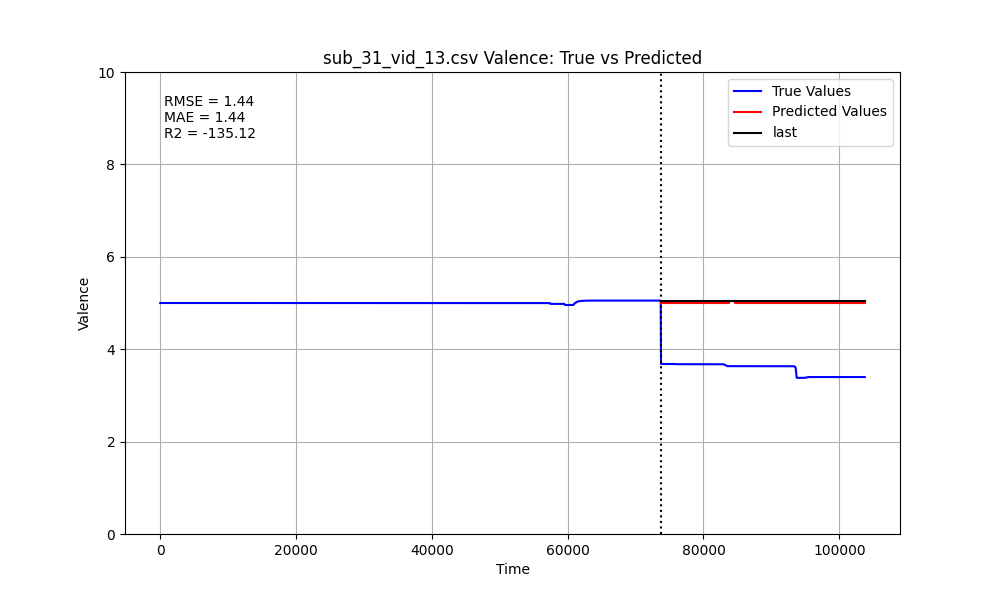 sub_31_vid_13.csv Valence: True vs Predicted
RMSE = 1.44
MAE = 1.44
R2 = -135.12
True Values
Predicted Values
last
10
8
6
4
2
0
Valence
0
20000
40000
60000
80000
100000
Time